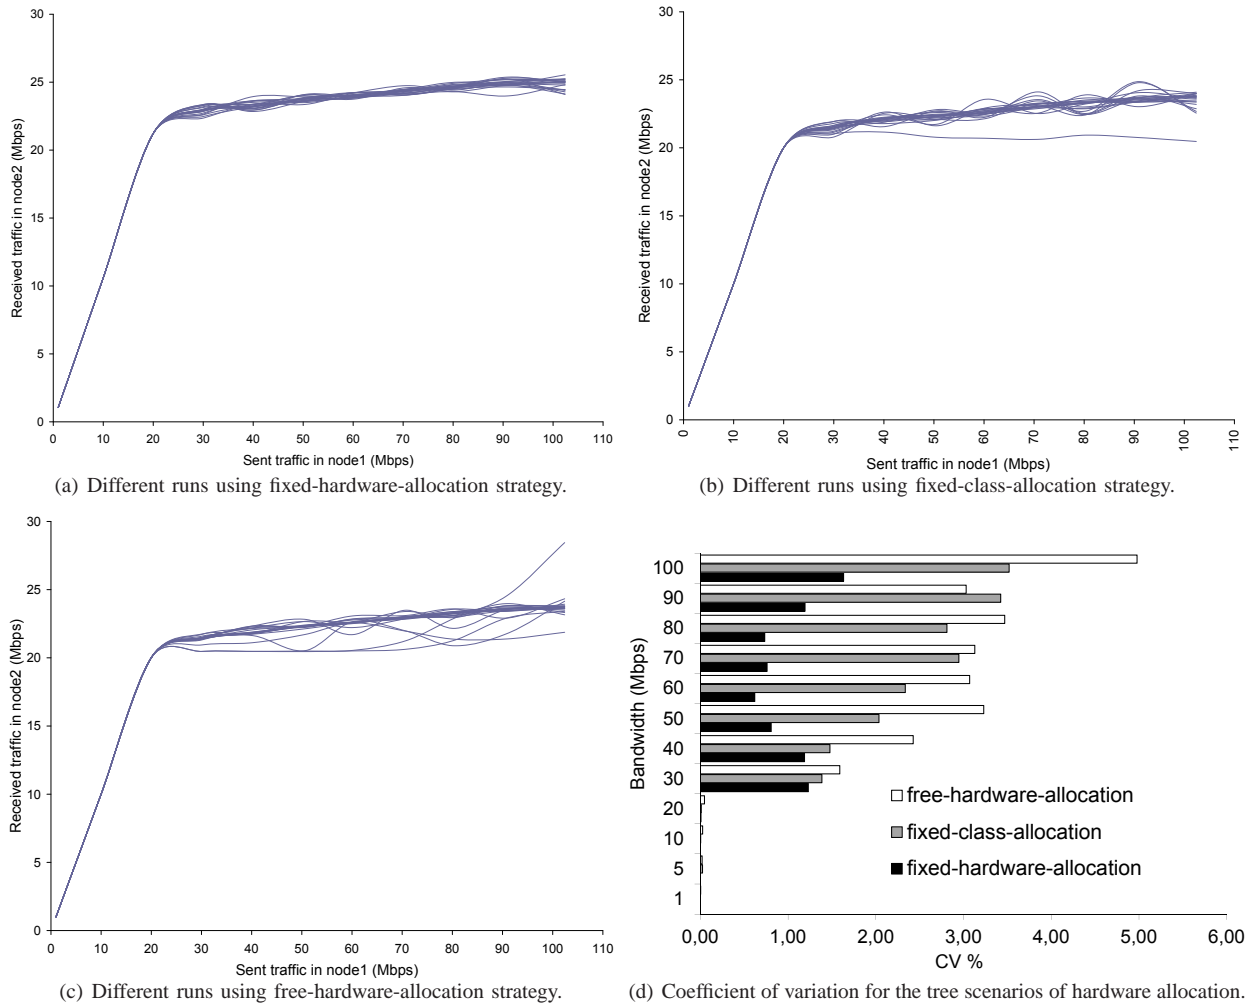 30
25
20
15
10
5
0
Received traffic in node2 (Mbps)
0 10 20 30 40 50 60 70 80 90 100 110
Sent traffic in node1 (Mbps)
(a) Different runs using fixed-hardware-allocation strategy.
30
25
20
15
10
5
0
Received traffic in node2 (Mbps)
0 10 20 30 40 50 60 70 80 90 100 110
Sent traffic in node1 (Mbps)
(b) Different runs using fixed-class-allocation strategy.
30
25
20
15
10
5
0
Received traffic in node2 (Mbps)
0 10 20 30 40 50 60 70 80 90 100 110
Sent traffic in node1 (Mbps)
(c) Different runs using free-hardware-allocation strategy.
Bandwidth (Mbps)
100
90
80
70
60
50
40
30
20
10
5
1
free-hardware-allocation
fixed-class-allocation
fixed-hardware-allocation
0,00 1,00 2,00 3,00 4,00 5,00 6,00
CV %
(d) Coefficient of variation for the tree scenarios of hardware allocation.